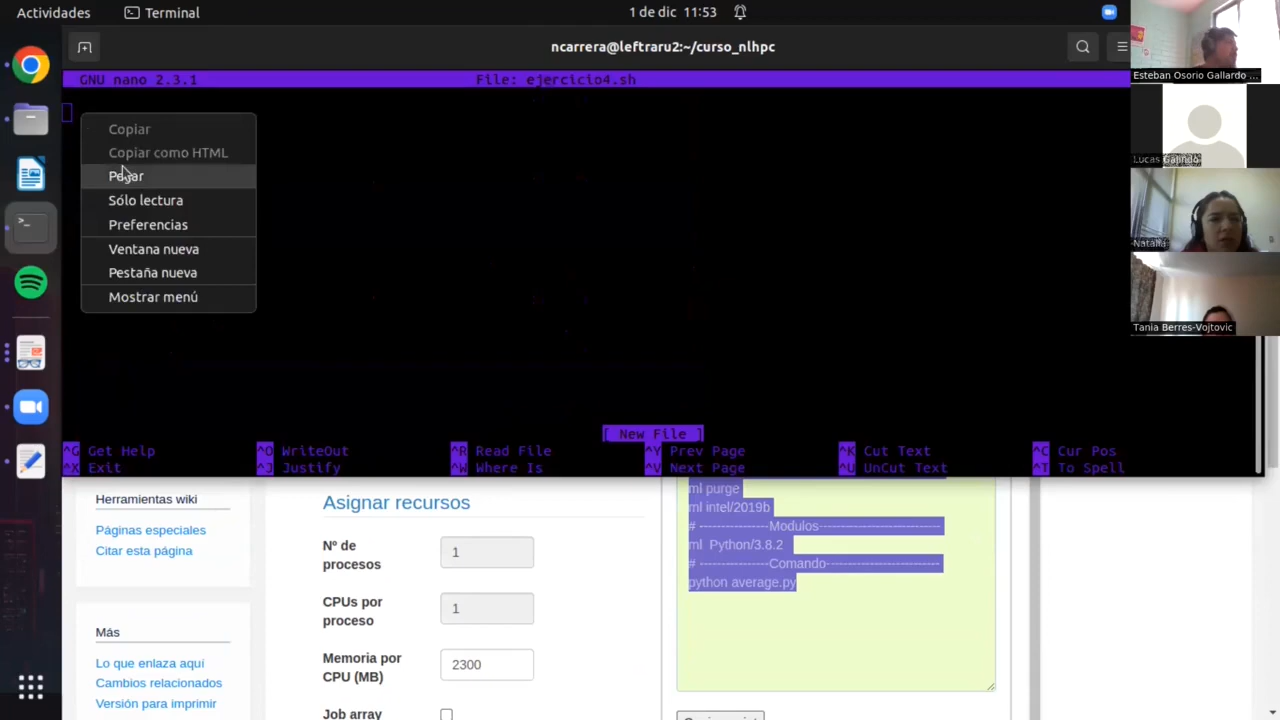 Actividades
Terminal
1 de dic 11:53
ncarrera@leftraru2:~/curso_nlhpc
GNU nano 2.3.1
File: ejercicio4.sh
Copiar
Copiar como HTML
Pegar
Sólo lectura
Preferencias
Ventana nueva
Pestaña nueva
Mostrar menú
[ New File ]
^G Get Help
^O WriteOut
^R Read File
^Y Prev Page
^K Cut Text
^C Cur Pos
^X Exit
^J Justify
^W Where Is
^V Next Page
^U UnCut Text
^T To Spell
Esteban Osorio Gallardo ...
Lucas Galindo
Natalia
Tania Berres-Vojtovic
Herramientas wiki
Páginas especiales
Citar esta página
Más
Lo que enlaza aquí
Cambios relacionados
Versión para imprimir
Asignar recursos
Nº de
procesos
1
CPUs por
proceso
1
Memoria por
CPU (MB)
2300
Job array
ml purge
ml intel/2019b
# ----------------Modulos----------------------------
ml Python/3.8.2
# ----------------Comando--------------------------
python average.py